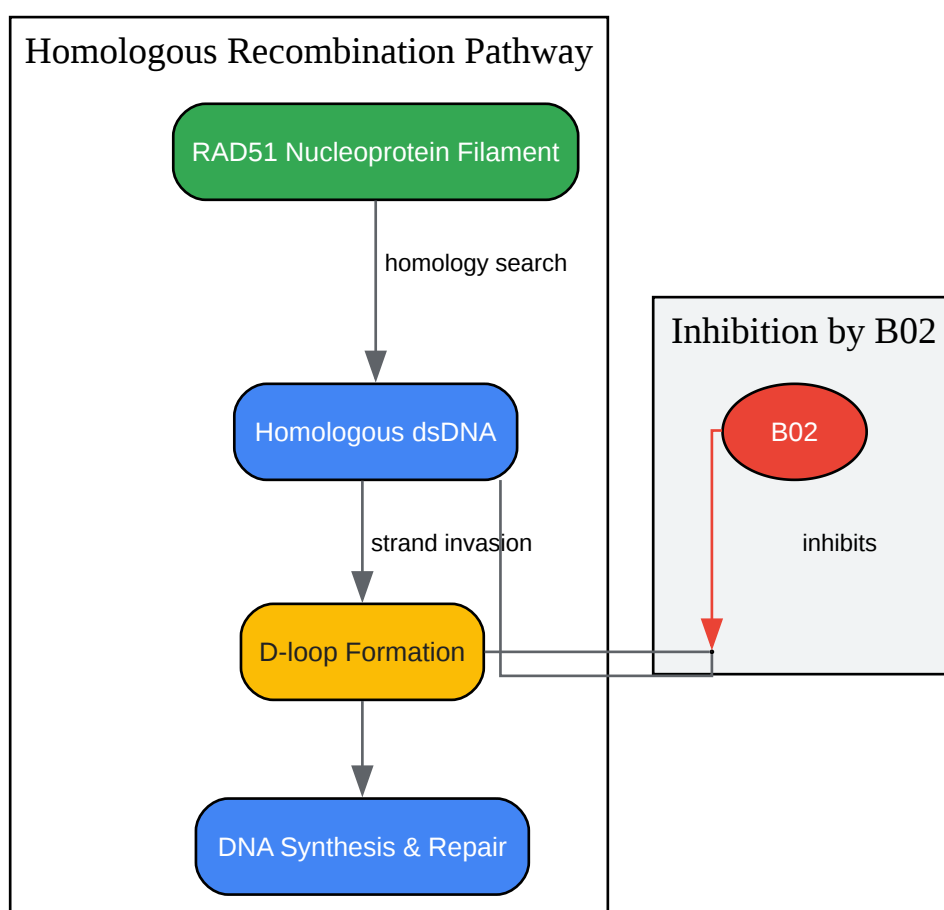 Homologous Recombination Pathway
RAD51 Nucleoprotein Filament
homology search
Homologous dsDNA
strand invasion
D-loop Formation
DNA Synthesis & Repair
Inhibition by B02
B02
inhibits